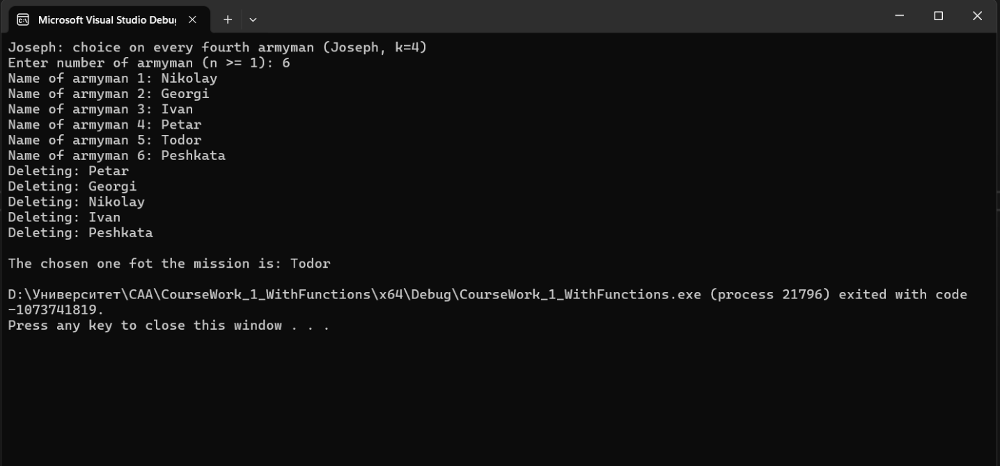 Microsoft Visual Studio Debu
Joseph: choice on every fourth armyman (Joseph, k=4)
Enter number of armyman (n >= 1): 6
Name of armyman 1: Nikolay
Name of armyman 2: Georgi
Name of armyman 3: Ivan
Name of armyman 4: Petar
Name of armyman 5: Todor
Name of armyman 6: Peshkata
Deleting: Petar
Deleting: Georgi
Deleting: Nikolay
Deleting: Ivan
Deleting: Peshkata
The chosen one fot the mission is: Todor
D:\Университет\CAA\CourseWork_1_WithFunctions\x64\Debug\CourseWork_1_WithFunctions.exe (process 21796) exited with code
-1073741819.
Press any key to close this window . . .